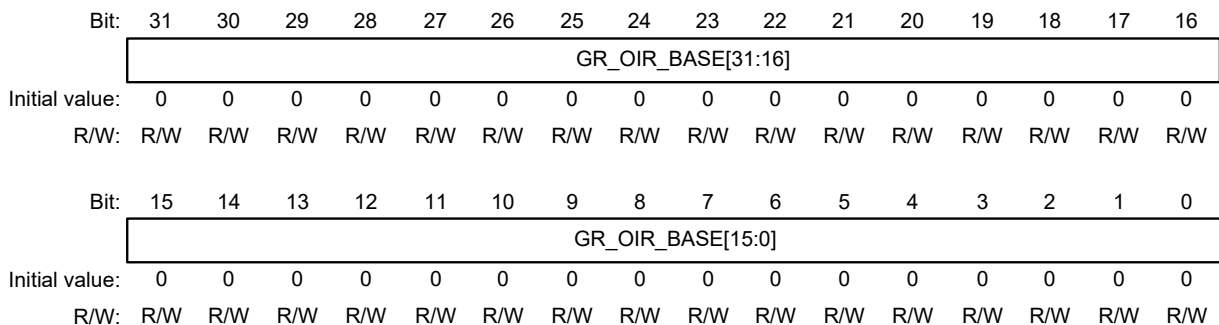 Bit: 31 30 29 28 27 26 25 24 23 22 21 20 19 18 17 16
GR_OIR_BASE[31:16]
Initial value: 0 0 0 0 0 0 0 0 0 0 0 0 0 0 0 0
R/W: R/W R/W R/W R/W R/W R/W R/W R/W R/W R/W R/W R/W R/W R/W R/W R/W
Bit: 15 14 13 12 11 10 9 8 7 6 5 4 3 2 1 0
GR_OIR_BASE[15:0]
Initial value: 0 0 0 0 0 0 0 0 0 0 0 0 0 0 0 0
R/W: R/W R/W R/W R/W R/W R/W R/W R/W R/W R/W R/W R/W R/W R/W R/W R/W